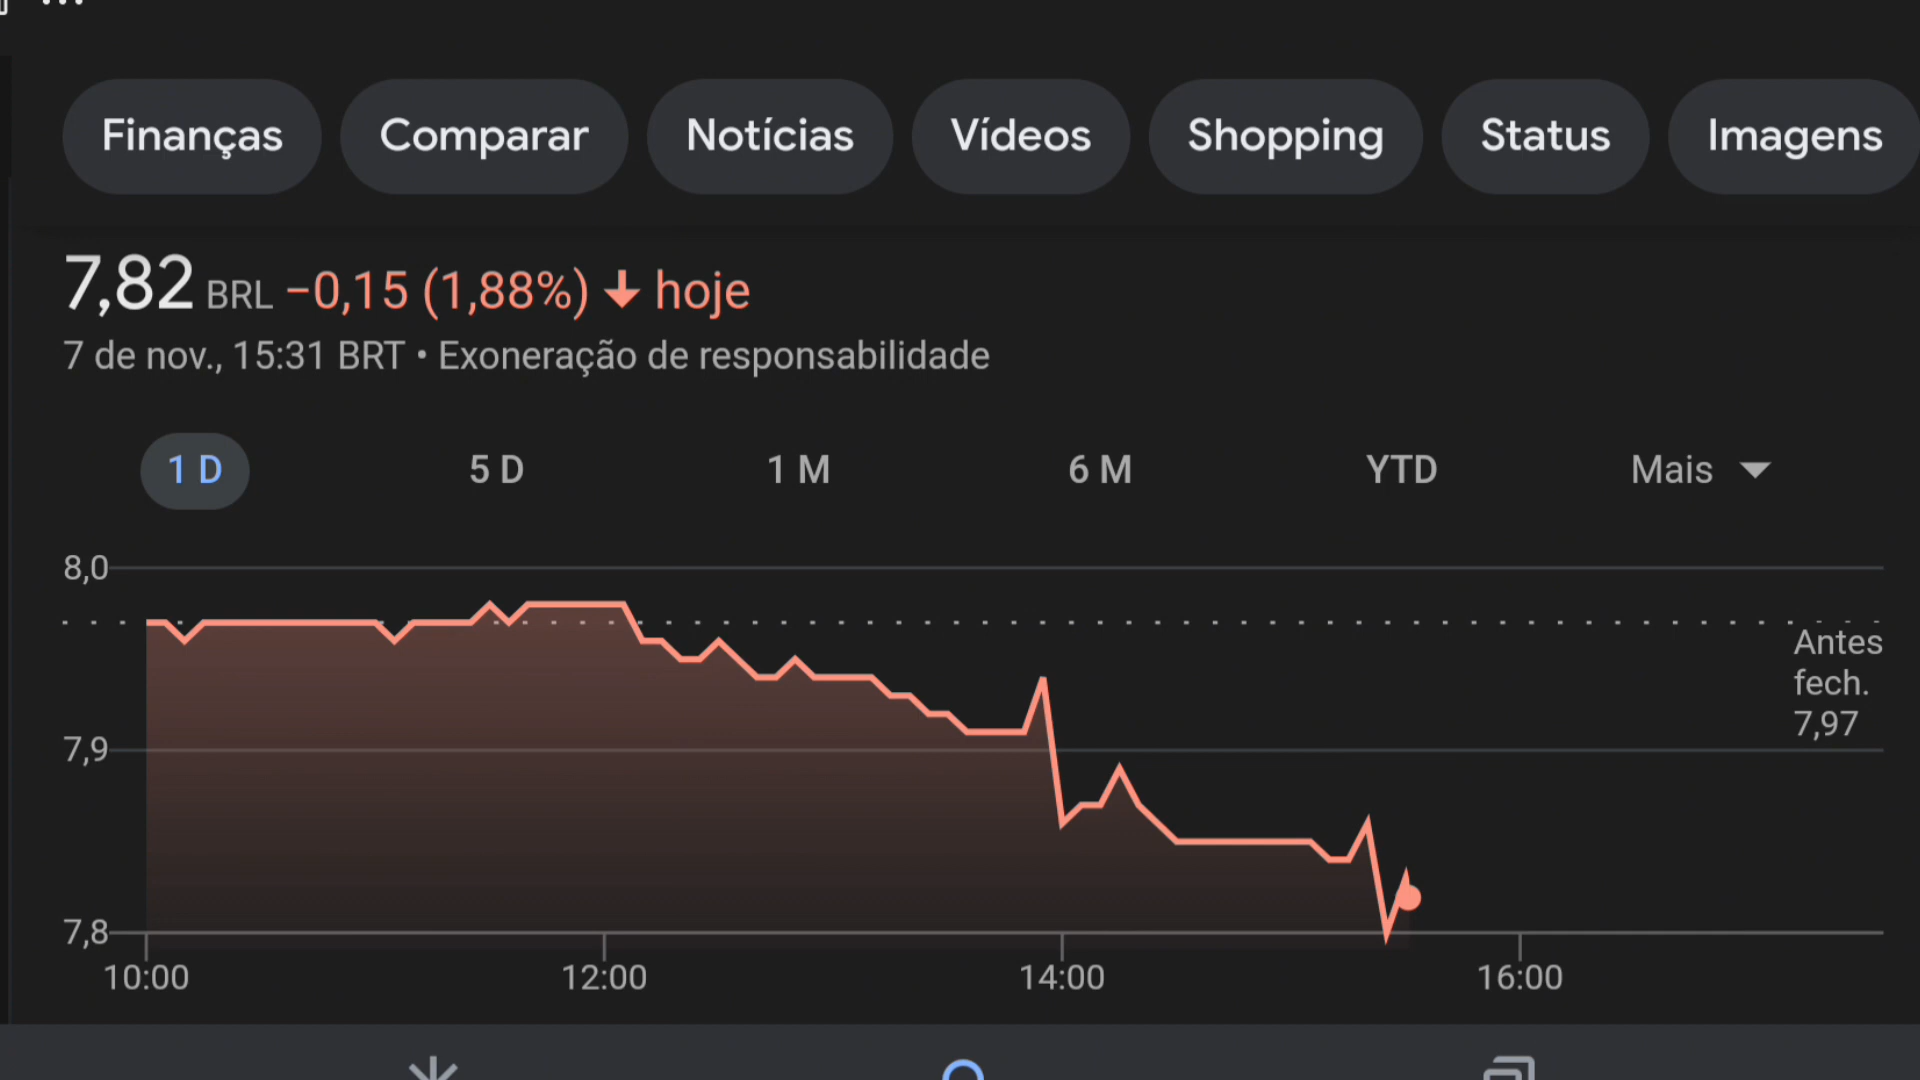 Finanças Comparar Notícias Vídeos Shopping Status Imagens
7,82 BRL −0,15 (1,88%) ↓ hoje
7 de nov., 15:31 BRT • Exoneração de responsabilidade
1 D 5 D 1 M 6 M YTD Mais
8,0
Antes
fech.
7,97
7,9
7,8
10:00 12:00 14:00 16:00